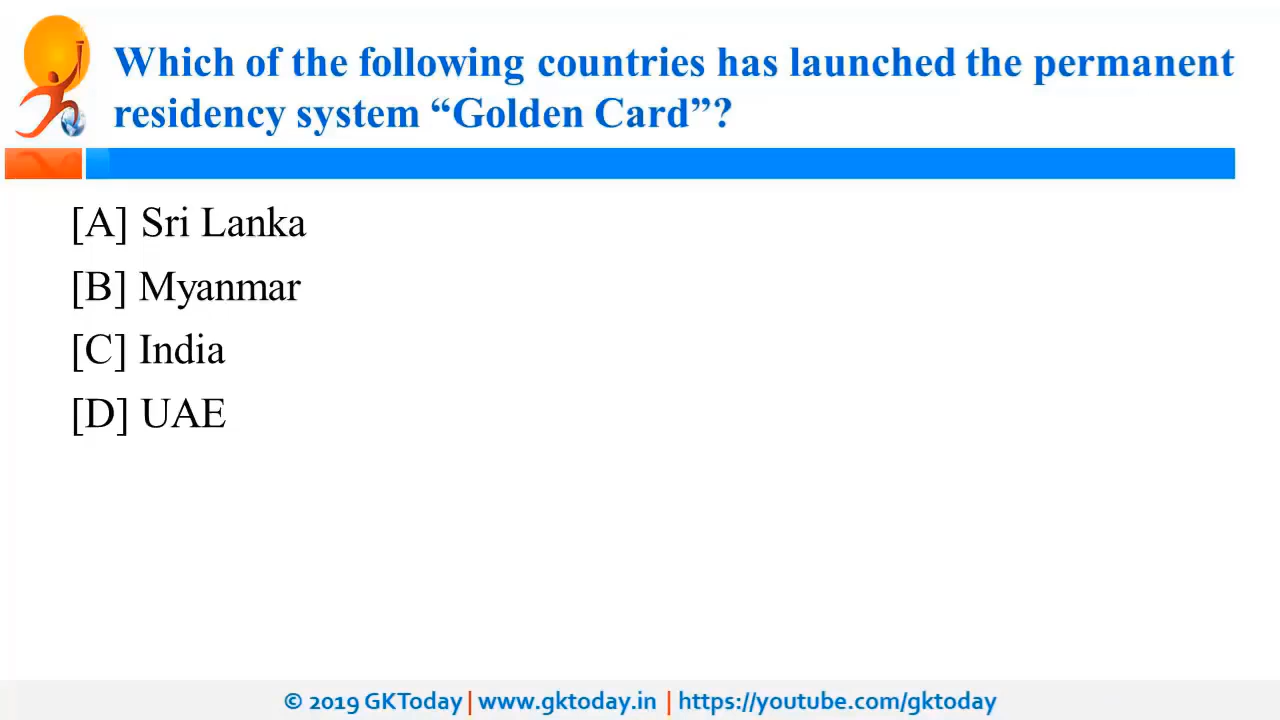 Which of the following countries has launched the permanent
residency system “Golden Card”?
[A] Sri Lanka
[B] Myanmar
[C] India
[D] UAE
© 2019 GKToday | www.gktoday.in | https://youtube.com/gktoday